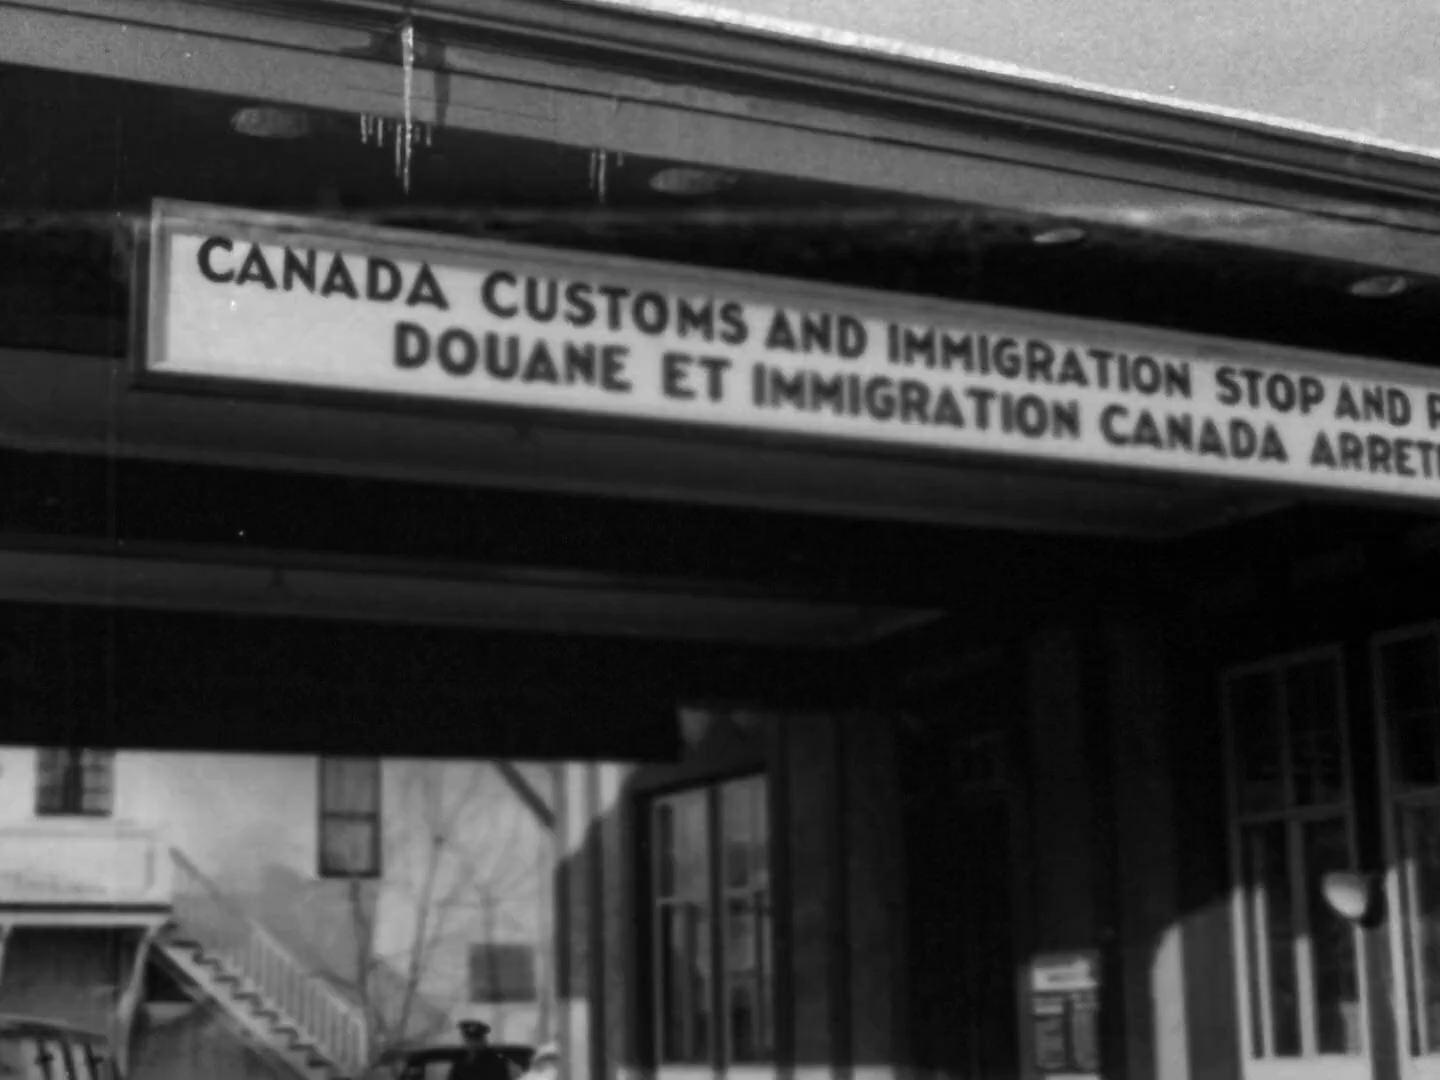 CANADA CUSTOMS AND IMMIGRATION STOP AND
DOUANE ET IMMIGRATION CANADA